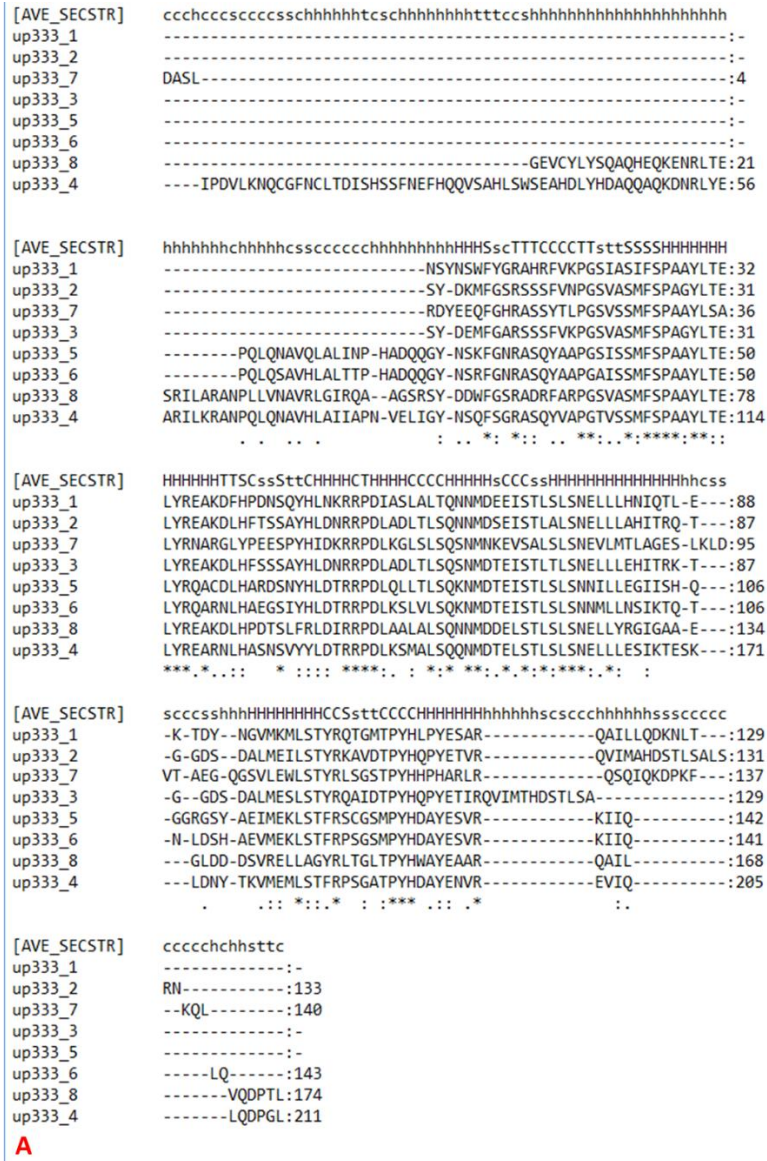 [AVE_SECSTR] ccchcccsccccsschhhhhhtcschhhhhhhhtttccshhhhhhhhhhhhhhhhhhhhh
up333_1 ------------------------------------------------------------:-
up333_2 ------------------------------------------------------------:-
up333_7 DASL--------------------------------------------------------:4
up333_3 ------------------------------------------------------------:-
up333_5 ------------------------------------------------------------:-
up333_6 ------------------------------------------------------------:-
up333_8 ---------------------------------------GEVCYLYSQAQHEQKENRLTE:21
up333_4 ----IPDVLKNQCGFNCLTDISHSSFNEFHQQVSAHLSWSEAHDLYHDAQQAQKDNRLYE:56
[AVE_SECSTR] hhhhhhhchhhhhcssccccccchhhhhhhhhHHHSscTTTCCCCTTsttSSSSHHHHHHH
up333_1 ----------------------------NSYNSWFYGRAHRFVKPGSIASIFSPAAYLTE:32
up333_2 ----------------------------SY-DKMFGSRSSSFVNPGSVASMFSPAGYLTE:31
up333_7 ----------------------------RDYEEQFGHRASSYTLPGSVSSMFSPAAYLSA:36
up333_3 ----------------------------SY-DEMFGARSSSFVKPGSVASMFSPAGYLTE:31
up333_5 --------PQLQNAVQLALINP-HADQQGY-NSKFGNRASQYAAPGSISSMFSPAAYLTE:50
up333_6 --------PQLQSAVHLALTTP-HADQQGY-NSRFGNRASQYAAPGAISSMFSPAAYLTE:50
up333_8 SRILARANPLLVNAVRLGIRQA--AGSRSY-DDWFGSRADRFARPGSVASMFSPAAYLTE:78
up333_4 ARILKRANPQLQNAVHLAIIAPN-VELIGY-NSQFSGRASQYVAPGTVSSMFSPAAYLTE:114
. . .. . : .. *: *:: .. **:..*:****:**::
[AVE_SECSTR] HHHHHHTTSCssSttCHHHHCTHHHHCCCCHHHHHsCCCssHHHHHHHHHHHHHHhhcss
up333_1 LYREAKDFHPDNSQYHLNKRRPDIASLALTQNNMDEEISTLSLSNELLLHNIQTL-E---:88
up333_2 LYREAKDLHFTSSAYHLDNRRPDLADLTLSQNNMDSEISTLALSNELLLAHITRQ-T---:87
up333_7 LYRNARGLYPEESPYHIDKRRPDLKGLSLSQSNMNKEVSALSLSNEVLMTLAGES-LKLD:95
up333_3 LYREAKDLHFSSSAYHLDNRRPDLADLTLSQSNMDTEISTLTLSNELLLEHITRK-T---:87
up333_5 LYRQACDLHARDSNYHLDTRRPDLQLLTLSQKNMDTEISTLSLSNNILLEGIISH-Q---:106
up333_6 LYRQARNLHAEGSIYHLDTRRPDLKSLVLSQKNMDTEISTLSLSNNMLLNSIKTQ-T---:106
up333_8 LYREAKDLHPDTSLFRLDIRRPDLAALALSQNNMDDELSTLSLSNELLYRGIGAA-E---:134
up333_4 LYREARNLHASNSVYYLDTRRPDLKSMALSQQNMDTEISTLSLSNELLLESIKTESK---:171
***.*..:: * :::: ****:. : *:* **:.*.*:*:***:.*: :
[AVE_SECSTR] scccsshhhHHHHHHHHCCSsttCCCCHHHHHHHhhhhhhscscccchhhhhhssscccccc
up333_1 -K-TDY--NGVMKMLSTYRQTGMTPYHLPYESAR------------QAILLQDKNLT---:129
up333_2 -G-GDS--DALMEILSTYRKAVDTPYHQPYETVR------------QVIMAHDSTLSALS:131
up333_7 VT-AEG-QGSVLEWLSTYRLSGSTPYHHPHARLR------------QSQIQKDPKF---:137
up333_3 -G--GDS-DALMESLSTYRQAIDTPYHQPYETIRQVIMTHDSTLSA--------------:129
up333_5 -GGRGSY-AEIMEKLSTFRSCGSMPYHDAYESVR------------KIIQ----------:142
up333_6 -N-LDSH-AEVMEKLSTFRPSGSMPYHDAYESVR------------KIIQ----------:141
up333_8 ---GLDD-DSVRELLAGYRLTGLTPYHWAYEAAR------------QAIL----------:168
up333_4 ---LDNY-TKVMEMLSTFRPSGATPYHDAYENVR------------EVIQ----------:205
. .:: *::.* : :*** .:: .* :.
[AVE_SECSTR] ccccchchhsttc
up333_1 -------------:-
up333_2 RN-----------:133
up333_7 --KQL--------:140
up333_3 -------------:-
up333_5 -------------:-
up333_6 -----LQ------:143
up333_8 -------VQDPTL:174
up333_4 -------LQDPGL:211
A